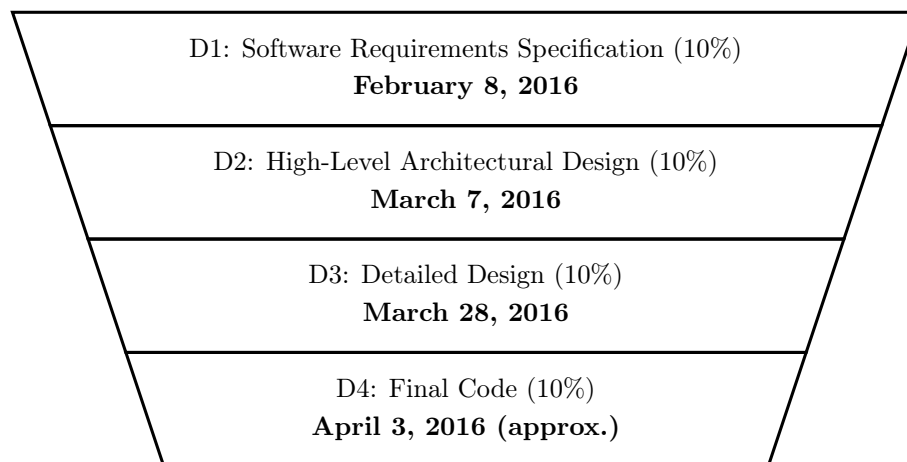 D1: Software Requirements Specification (10%)
February 8, 2016
D2: High-Level Architectural Design (10%)
March 7, 2016
D3: Detailed Design (10%)
March 28, 2016
D4: Final Code (10%)
April 3, 2016 (approx.)